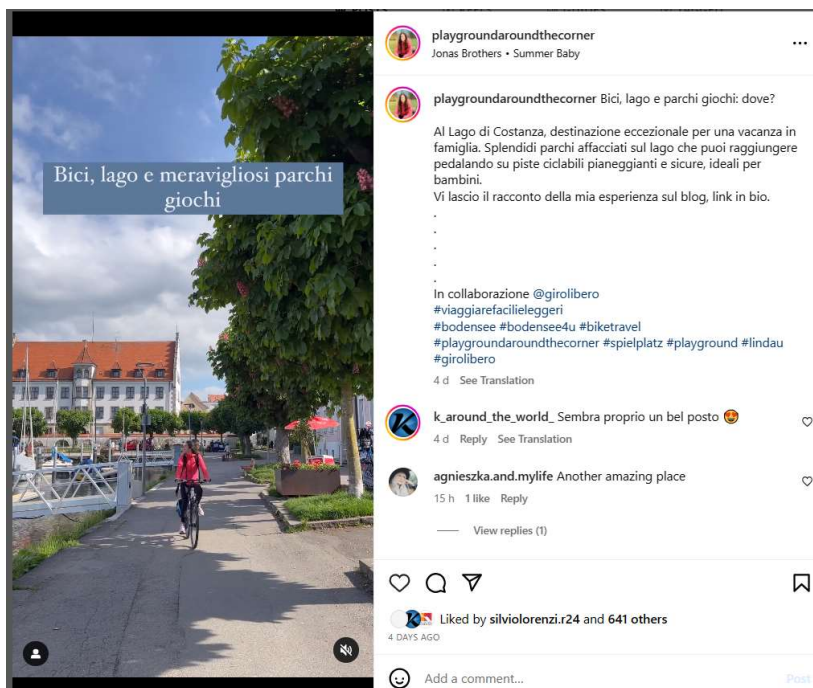 Bici, lago e meravigliosi parchi
giochi
playgroundaroundthecorner
Jonas Brothers • Summer Baby
playgroundaroundthecorner Bici, lago e parchi giochi: dove?
Al Lago di Costanza, destinazione eccezionale per una vacanza in
famiglia. Splendidi parchi affacciati sul lago che puoi raggiungere
pedalando su piste ciclabili pianeggianti e sicure, ideali per
bambini.
Vi lascio il racconto della mia esperienza sul blog, link in bio.
.
.
.
.
.
In collaborazione @girolibero
#viaggiarefacilieleggeri
#bodensee #bodensee4u #biketravel
#playgroundaroundthecorner #spielplatz #playground #lindau
#girolibero
4 d See Translation
k_around_the_world_ Sembra proprio un bel posto 😍
4 d Reply See Translation
agnieszka.and.mylife Another amazing place
15 h 1 like Reply
View replies (1)
Liked by silviolorenzi.r24 and 641 others
4 DAYS AGO
Add a comment...
Post